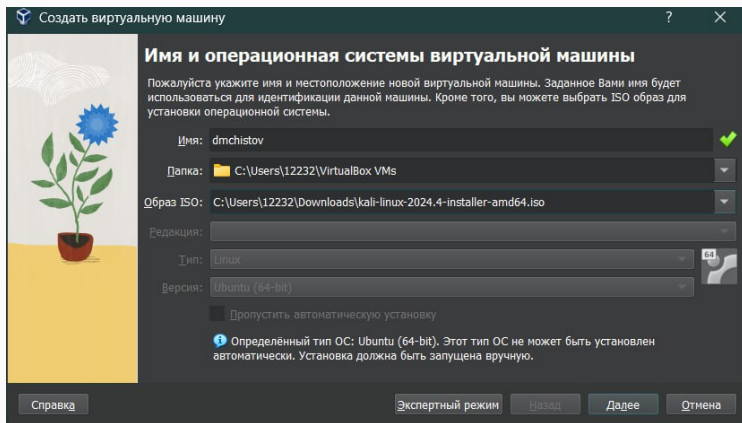 Создать виртуальную машину
?
Имя и операционная системы виртуальной машины
Пожалуйста укажите имя и местоположение новой виртуальной машины. Заданное Вами имя будет
использоваться для идентификации данной машины. Кроме того, вы можете выбрать ISO образ для
установки операционной системы.
Имя: dmchistov
Папка: C:\Users\12232\VirtualBox VMs
Образ ISO: C:\Users\12232\Downloads\kali-linux-2024.4-installer-amd64.iso
Редакция:
Тип: Linux
64
Версия: Ubuntu (64-bit)
Пропустить автоматическую установку
Определённый тип ОС: Ubuntu (64-bit). Этот тип ОС не может быть установлен
автоматически. Установка должна быть запущена вручную.
Справка Экспертный режим Назад Далее Отмена